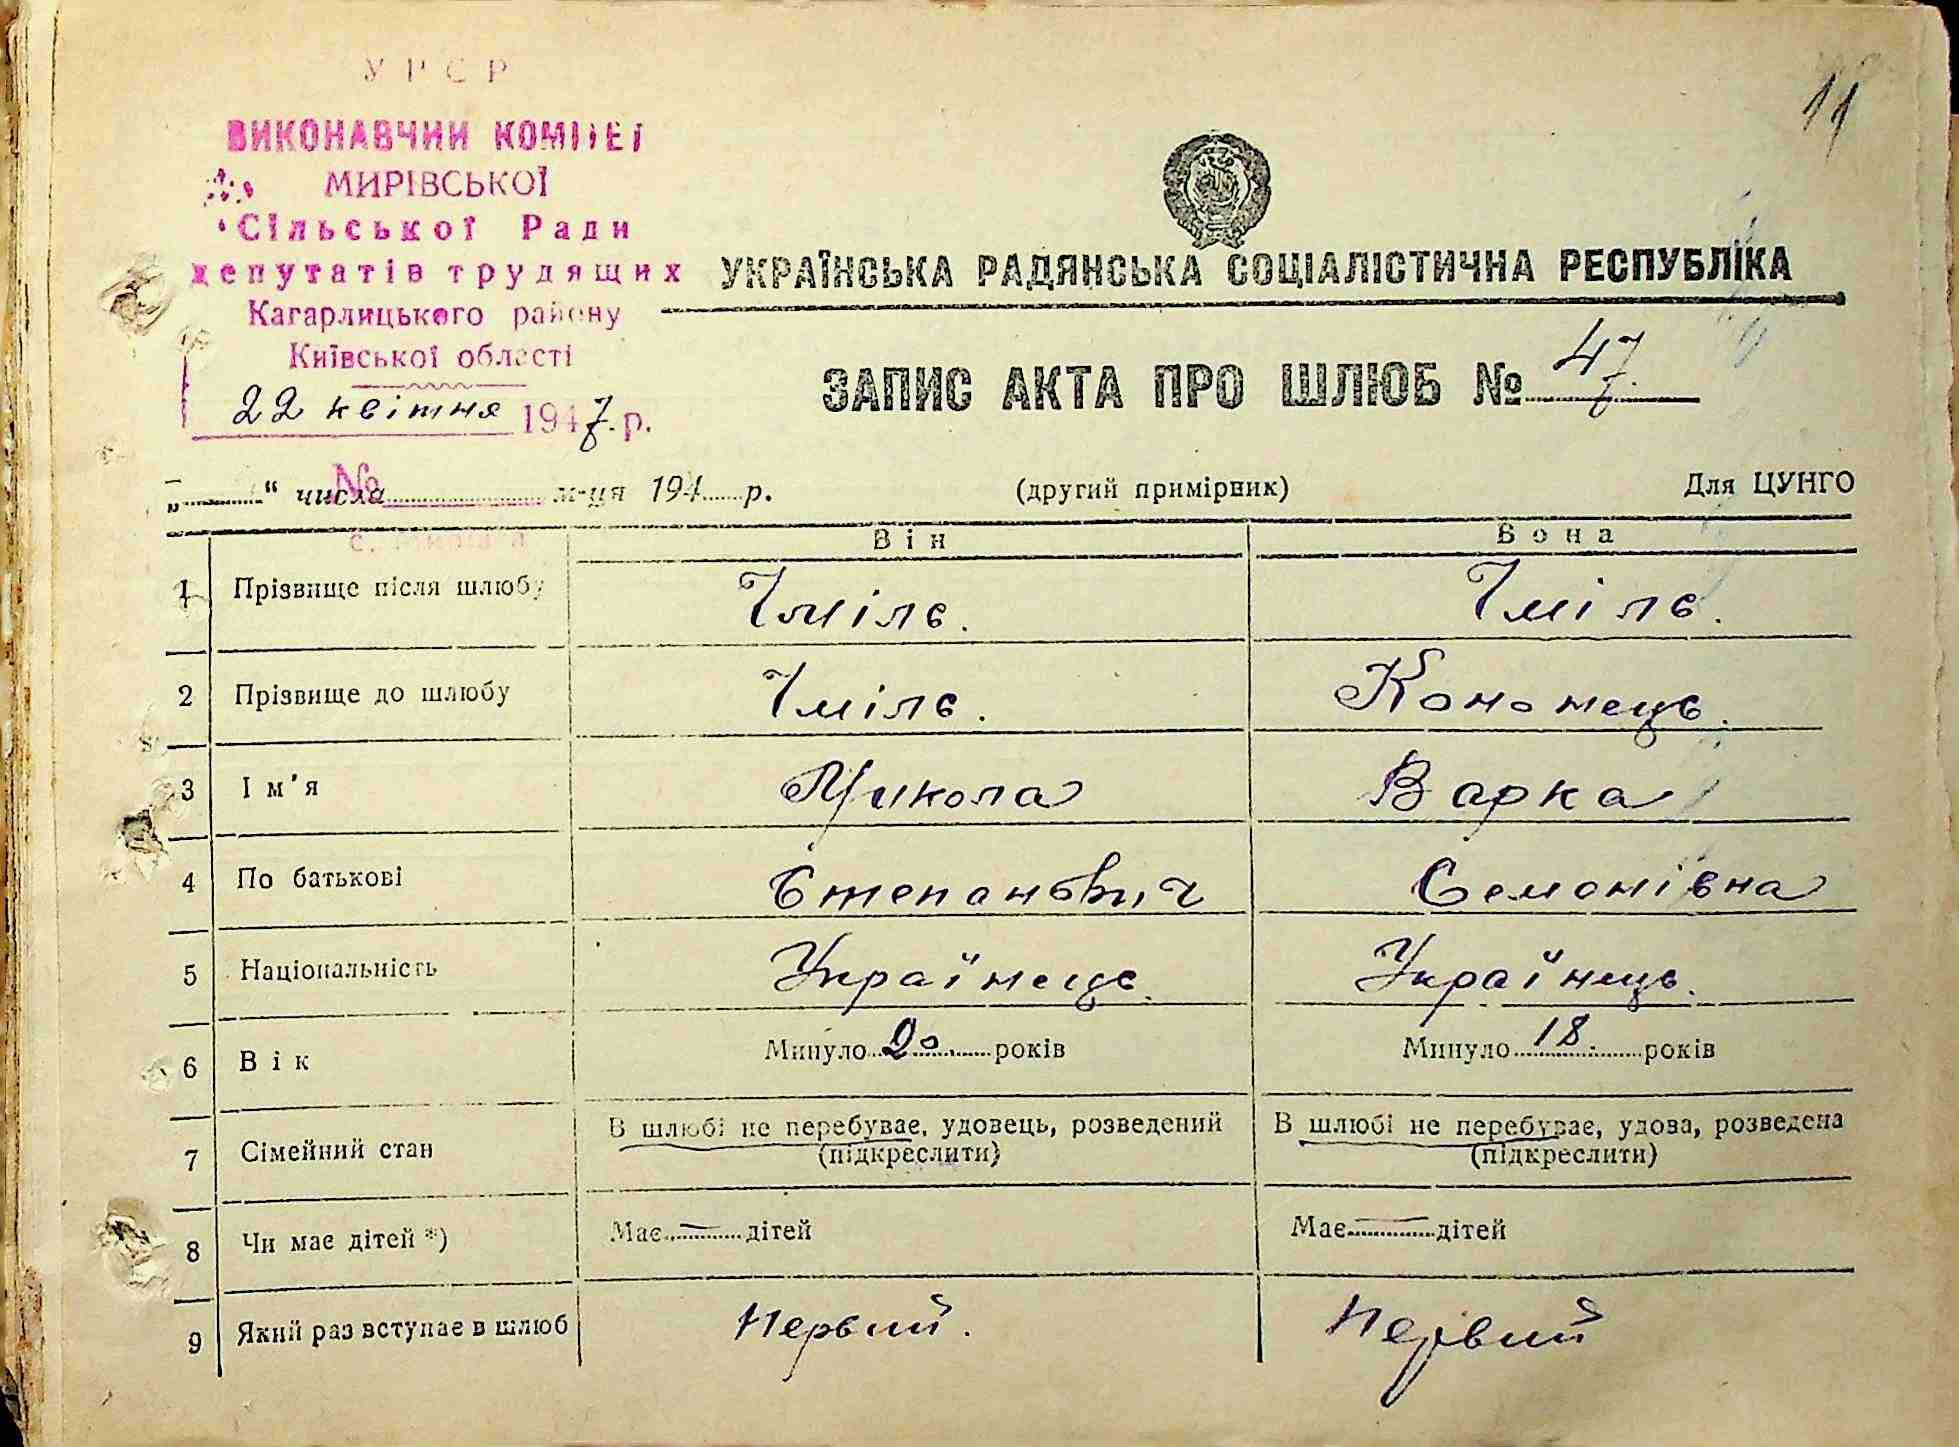 11
УРСР
ВИКОНАВЧИЙ КОМІТЕТ
МИРІВСЬКОЇ
Сільської Ради
депутатів трудящих
Кагарлицького району
Київської області
22 квітня 1947 р.
№
УКРАЇНСЬКА РАДЯНСЬКА СОЦІАЛІСТИЧНА РЕСПУБЛІКА
ЗАПИС АКТА ПРО ШЛЮБ № 47.
„ “ числа м-ця 194 р. (другий примірник) Для ЦУНГО
Він Вона
1 Прізвище після шлюбу Чміль. Чміль.
2 Прізвище до шлюбу Чміль. Кононець.
3 Ім'я Микола Варка
4 По батькові Степанович Семонівна
5 Національність Українець. Українець.
6 Вік Минуло 20 років Минуло 18 років
7 Сімейний стан В шлюбі не перебуває, удовець, розведений В шлюбі не перебуває, удова, розведена
(підкреслити) (підкреслити)
8 Чи має дітей *) Має — дітей Має — дітей
9 Який раз вступає в шлюб Первий. Первий